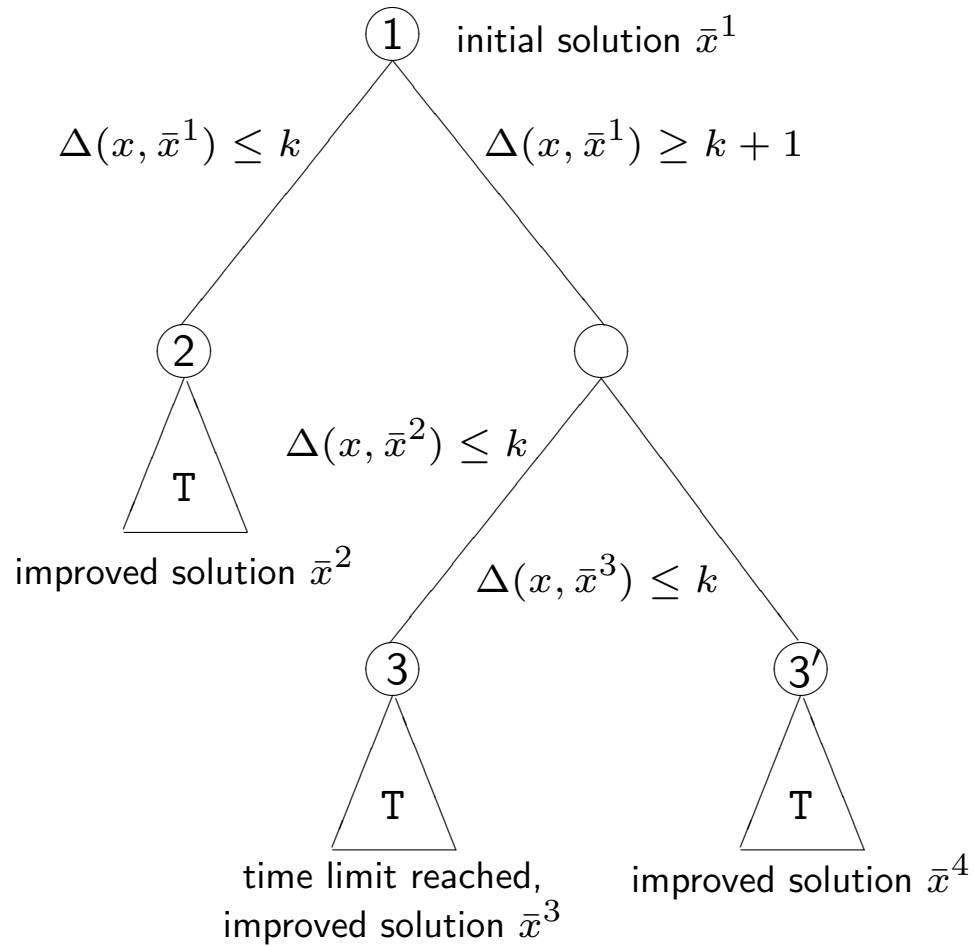 1
initial solution x̄¹
Δ(x, x̄¹) ≤ k
Δ(x, x̄¹) ≥ k + 1
2
Δ(x, x̄²) ≤ k
T
improved solution x̄²
Δ(x, x̄³) ≤ k
3
3′
T
T
time limit reached,
improved solution x̄³
improved solution x̄⁴